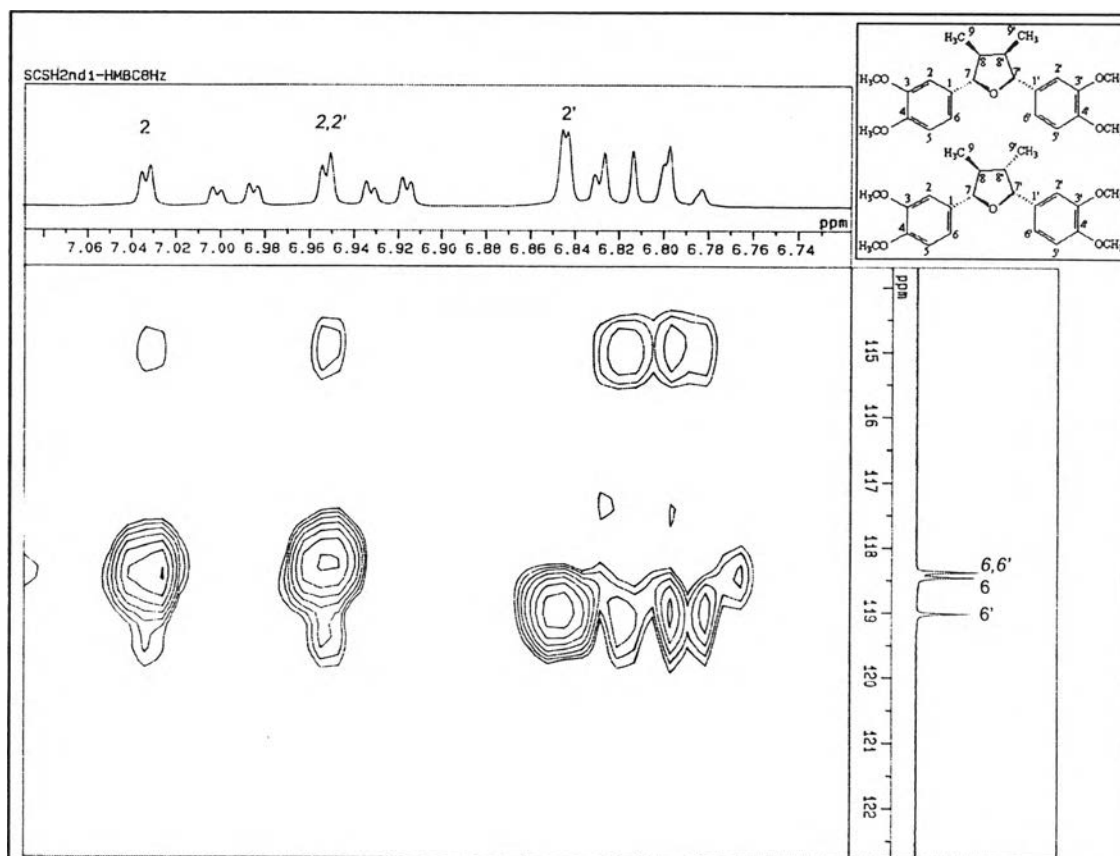 SCSH2nd1-HMBC8Hz
2
2,2'
2'
ppm
7.06 7.04 7.02 7.00 6.98 6.96 6.94 6.92 6.90 6.88 6.86 6.84 6.82 6.80 6.78 6.76 6.74
9 9'
H₃C CH₃
8 8'
H₃CO 3 2 7 7' 2' 3' OCH₃
1 O 1'
H₃CO 4 6 6' 4' OCH₃
5 5'
9 9'
H₃C CH₃
8 8'
H₃CO 3 2 7 7' 2' 3' OCH₃
1 O 1'
H₃CO 4 6 6' 4' OCH₃
5 5'
ppm
115
116
117
118
119
120
121
122
6,6'
6
6'